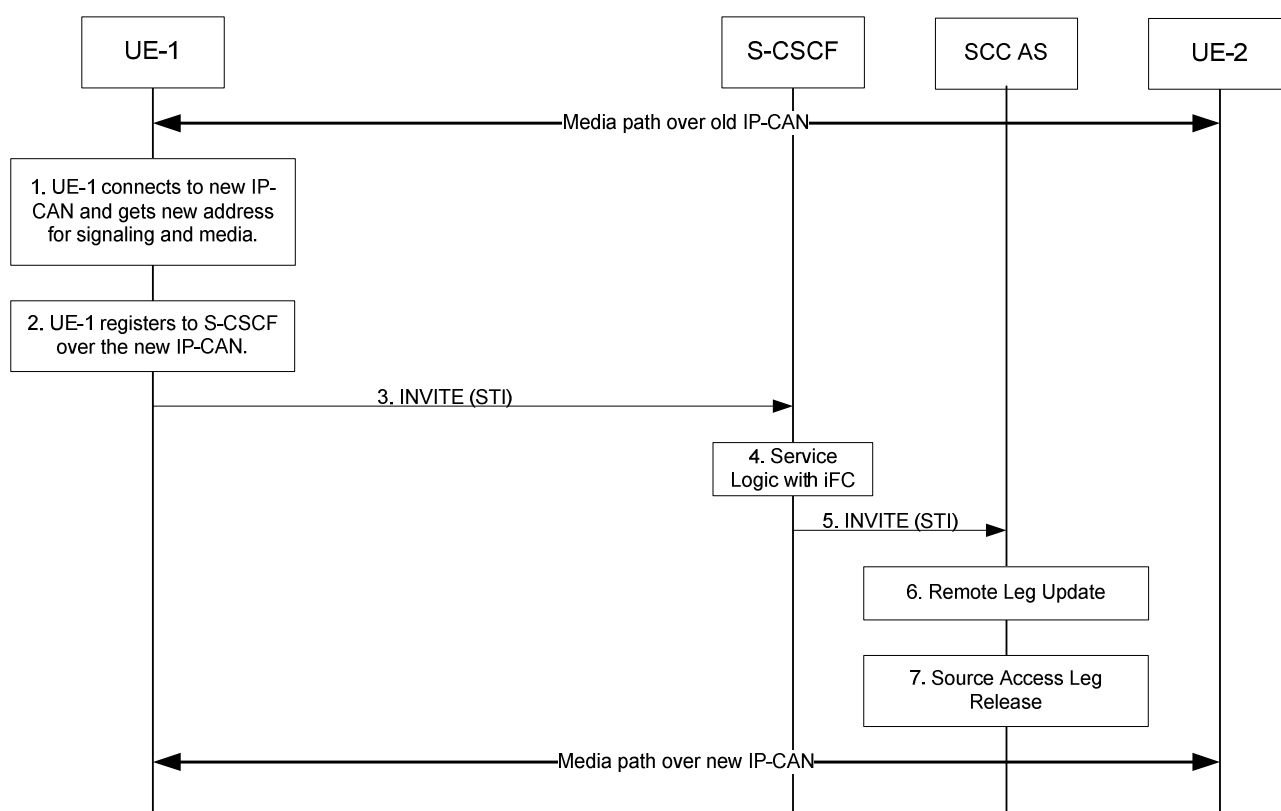 UE-1
S-CSCF
SCC AS
UE-2
Media path over old IP-CAN
1. UE-1 connects to new IP-
CAN and gets new address
for signaling and media.
2. UE-1 registers to S-CSCF
over the new IP-CAN.
3. INVITE (STI)
4. Service
Logic with iFC
5. INVITE (STI)
6. Remote Leg Update
7. Source Access Leg
Release
Media path over new IP-CAN